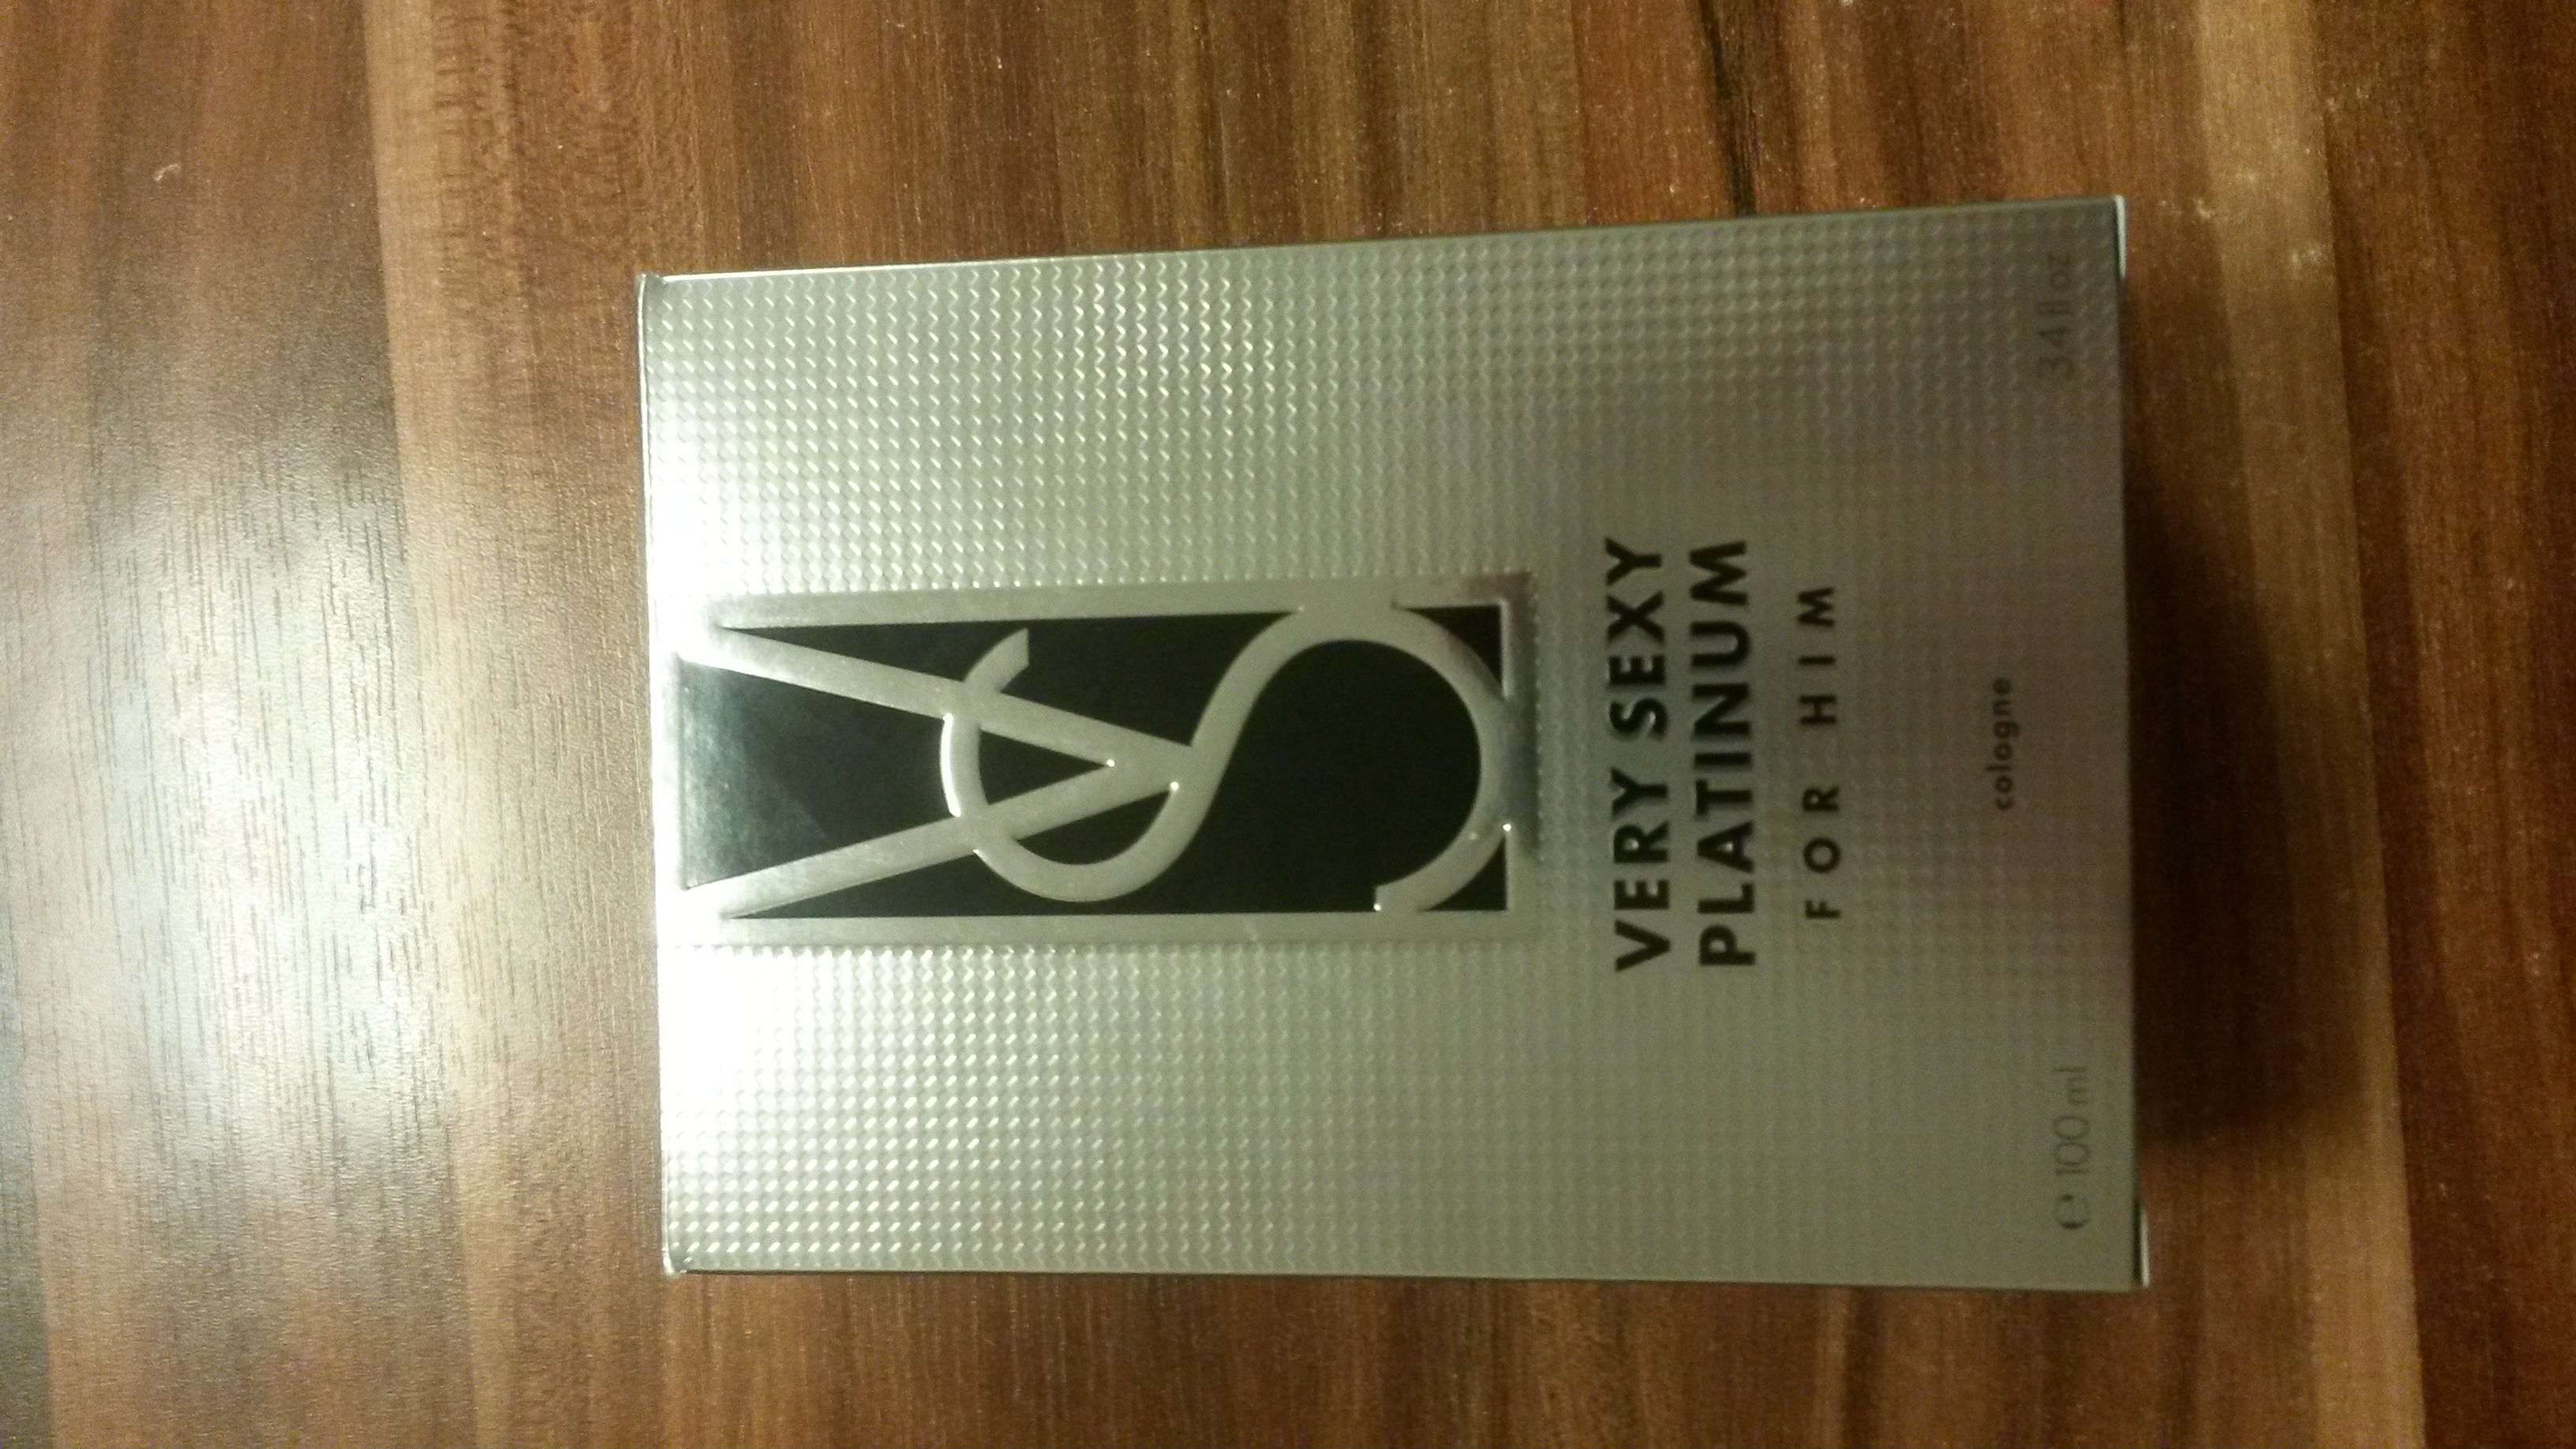 VS
VERY SEXY
PLATINUM
FOR HIM
cologne
℮ 100 ml 3.4 fl oz